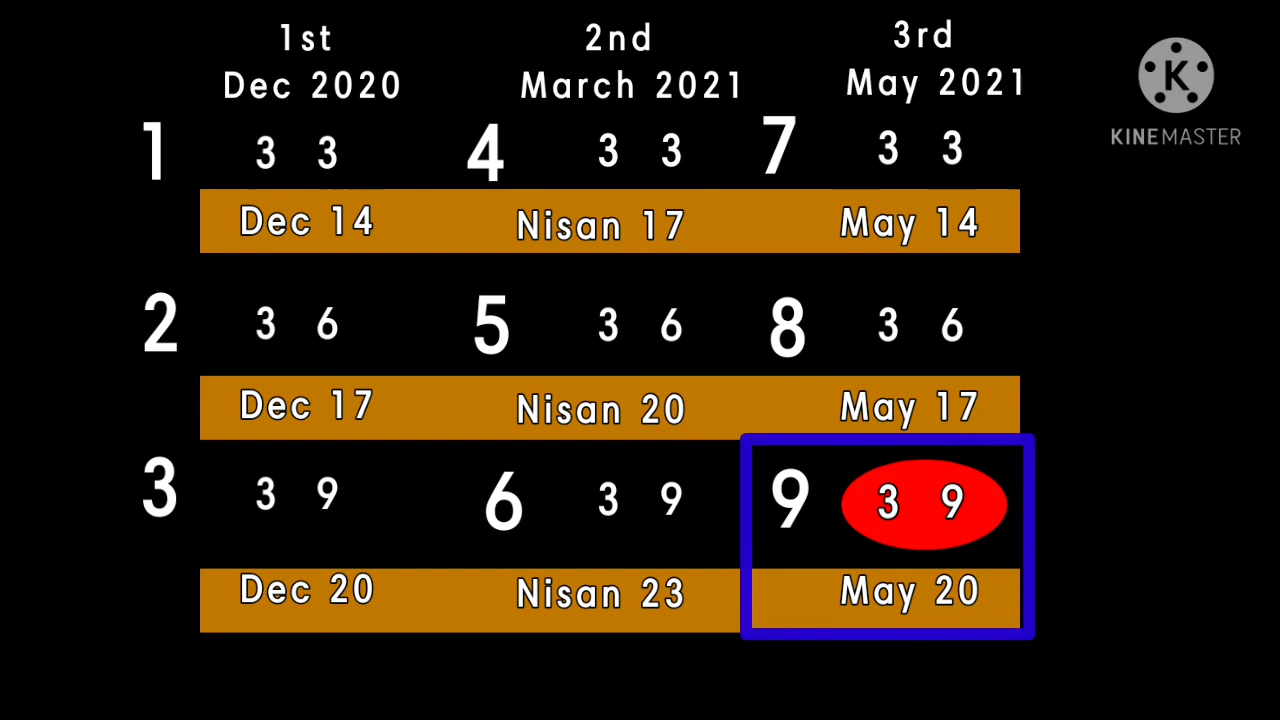 1st 2nd 3rd
Dec 2020 March 2021 May 2021
1 3 3 4 3 3 7 3 3
Dec 14 Nisan 17 May 14
2 3 6 5 3 6 8 3 6
Dec 17 Nisan 20 May 17
3 3 9 6 3 9 9 3 9
Dec 20 Nisan 23 May 20
K
KINEMASTER